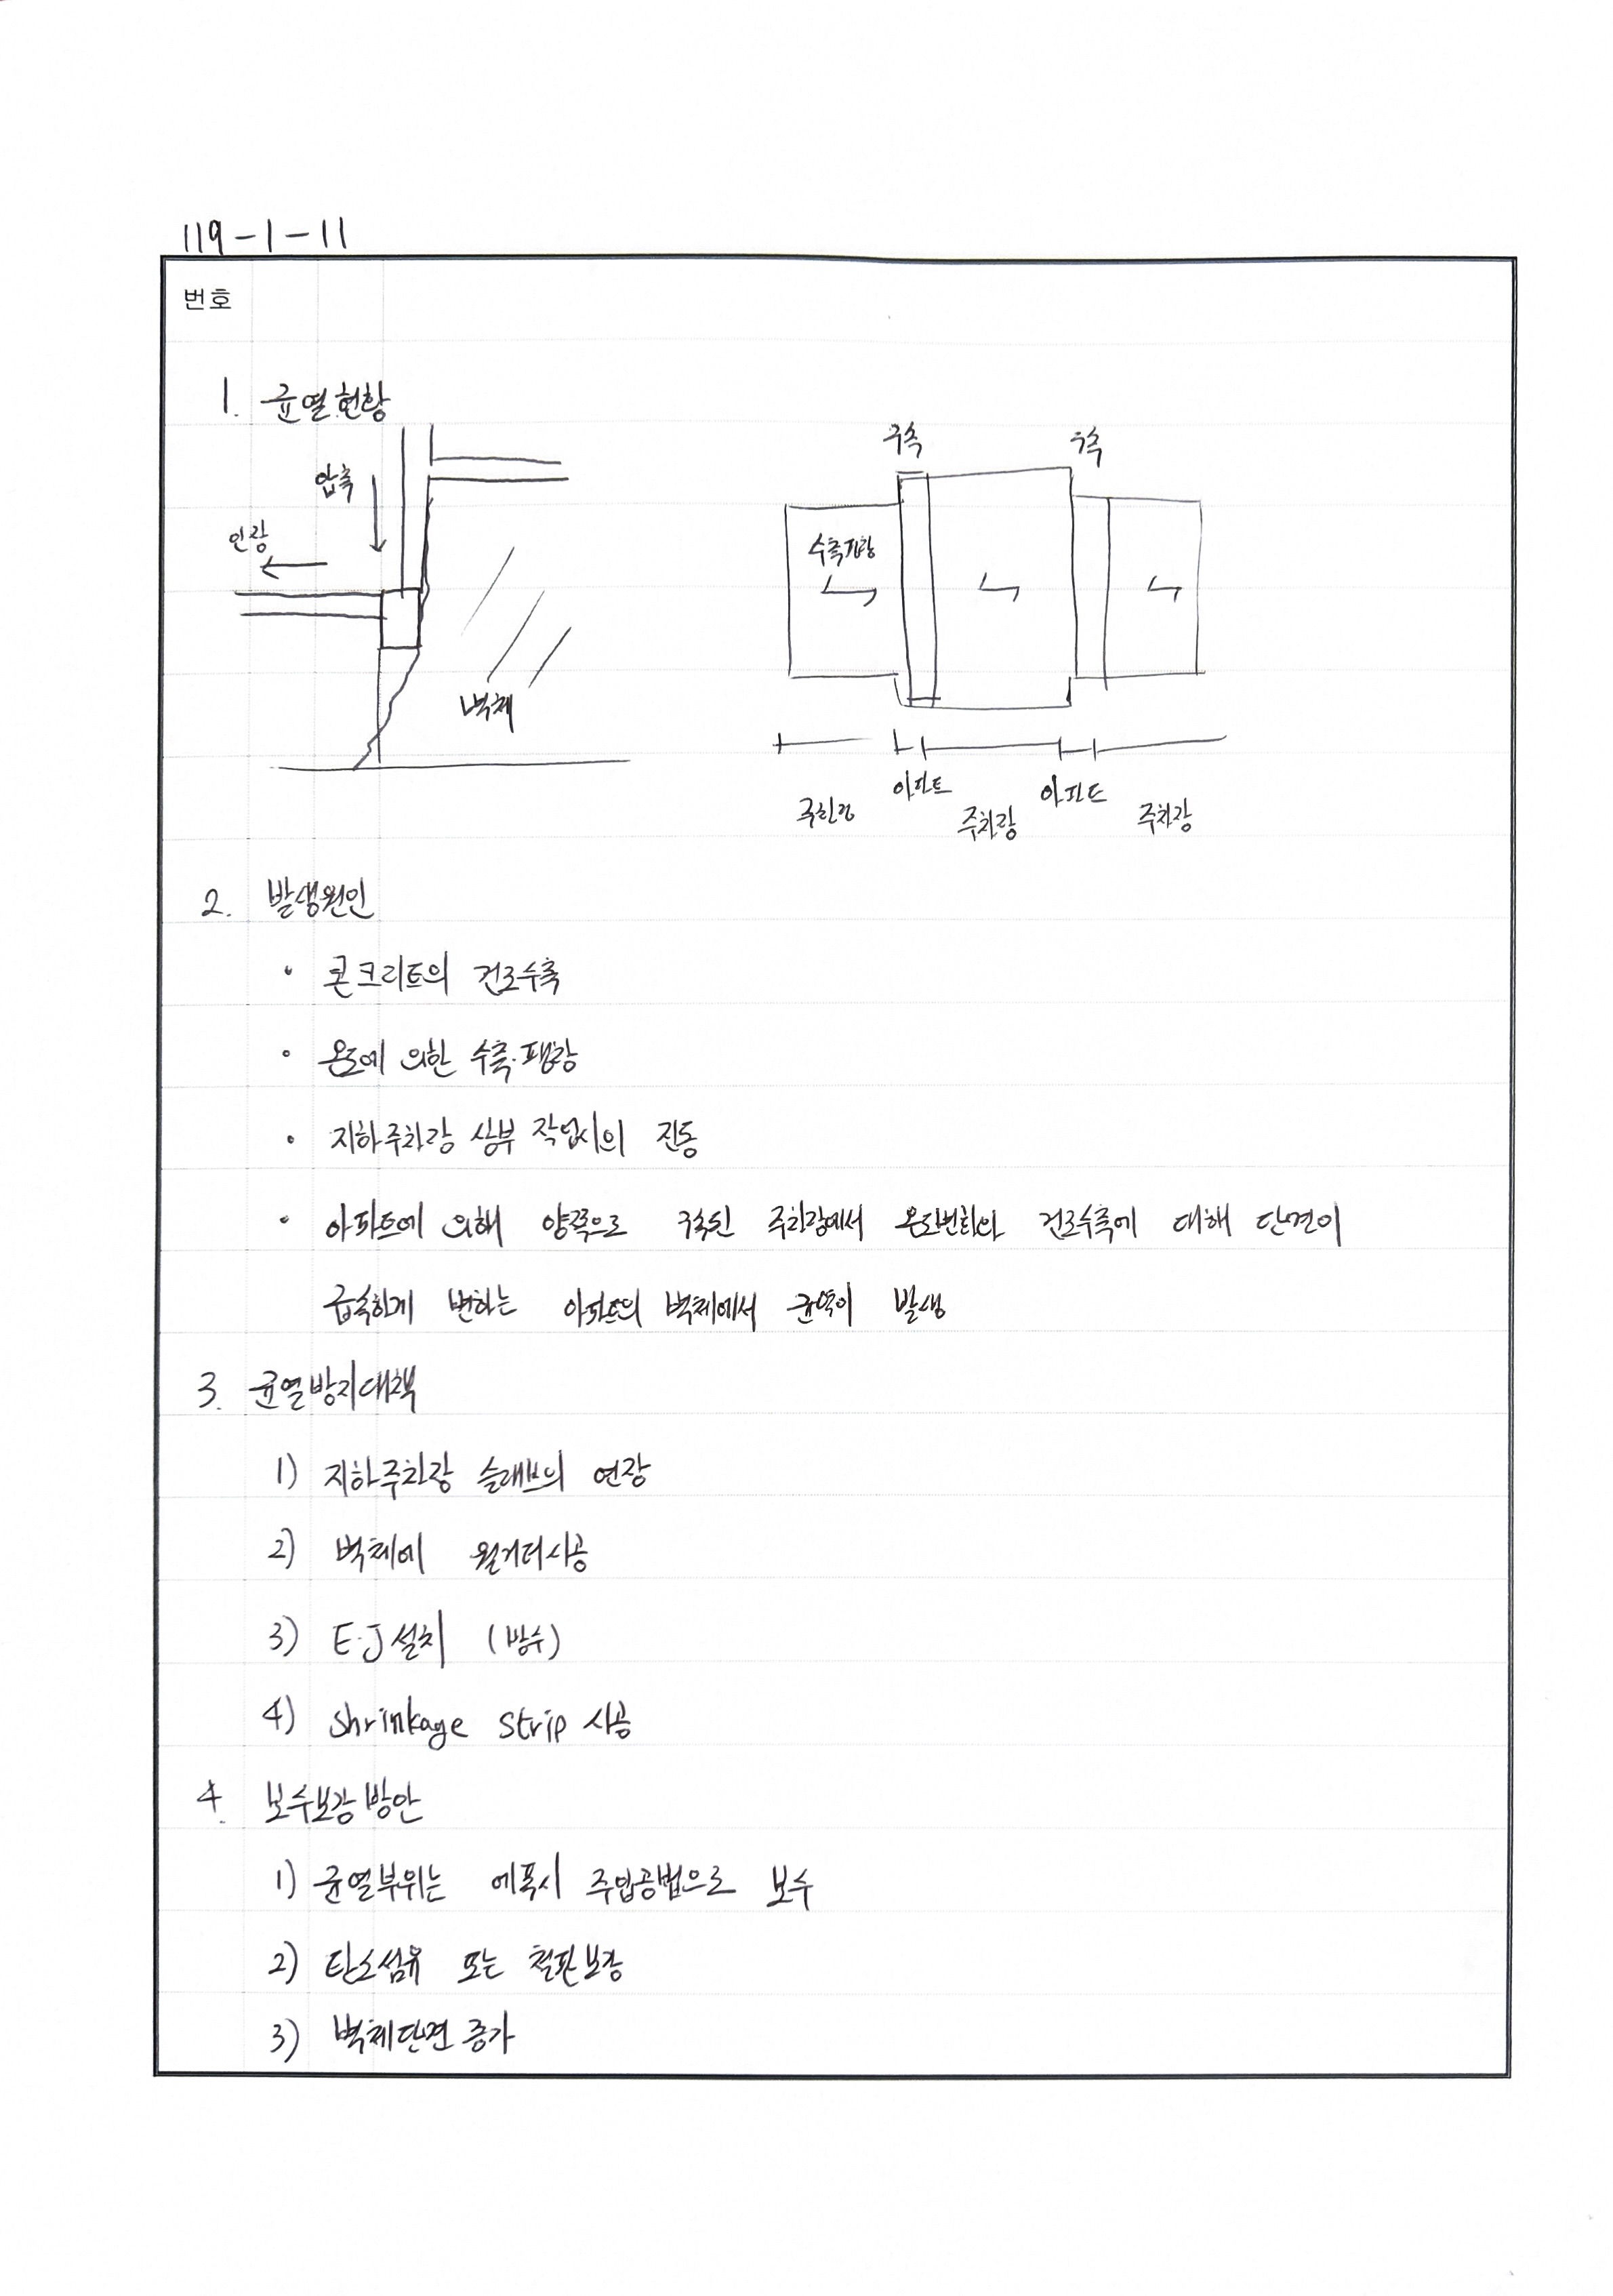 119-1-11
번호
1. 균열현황
압축
인장
벽체
구속
구속
수축팽창
주차장
아파트
주차장
아파트
주차장
2. 발생원인
• 콘크리트의 건조수축
• 온도에 의한 수축·팽창
• 지하주차장 상부 작업시의 진동
• 아파트에 의해 양쪽으로 구속된 주차장에서 온도변화와 건조수축에 대해 단면이
급속하게 변하는 아파트의 벽체에서 균열이 발생
3. 균열방지대책
1) 지하주차장 슬래브의 연장
2) 벽체에 월거더시공
3) E.J 설치 (방수)
4) shrinkage strip 시공
4. 보수보강방안
1) 균열부위는 에폭시 주입공법으로 보수
2) 탄소섬유 또는 철판보강
3) 벽체단면 증가